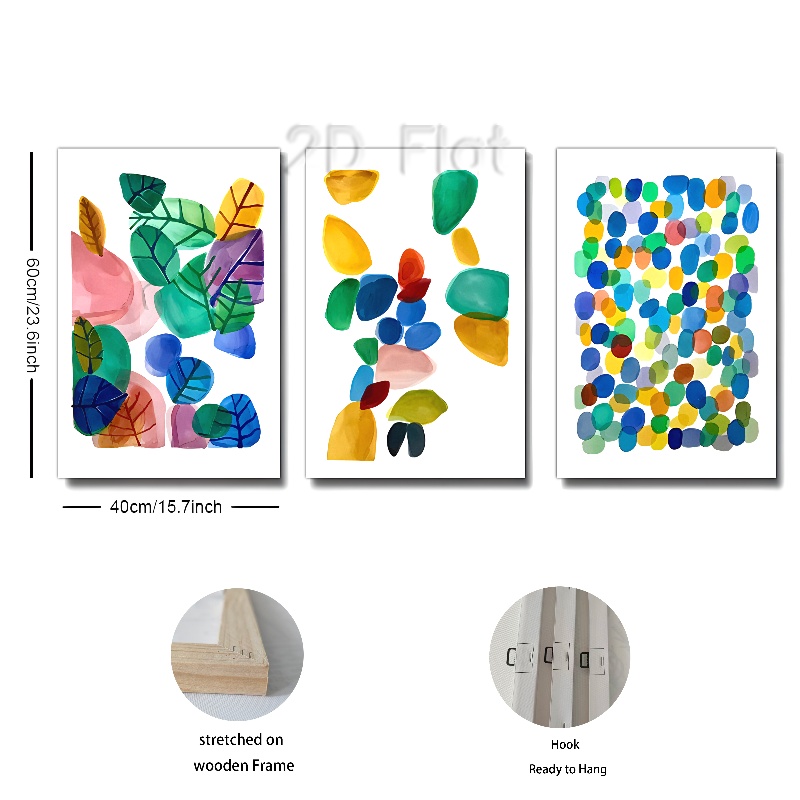 2D Flat
60cm/23.6inch
40cm/15.7inch
stretched on
wooden Frame
Hook
Ready to Hang